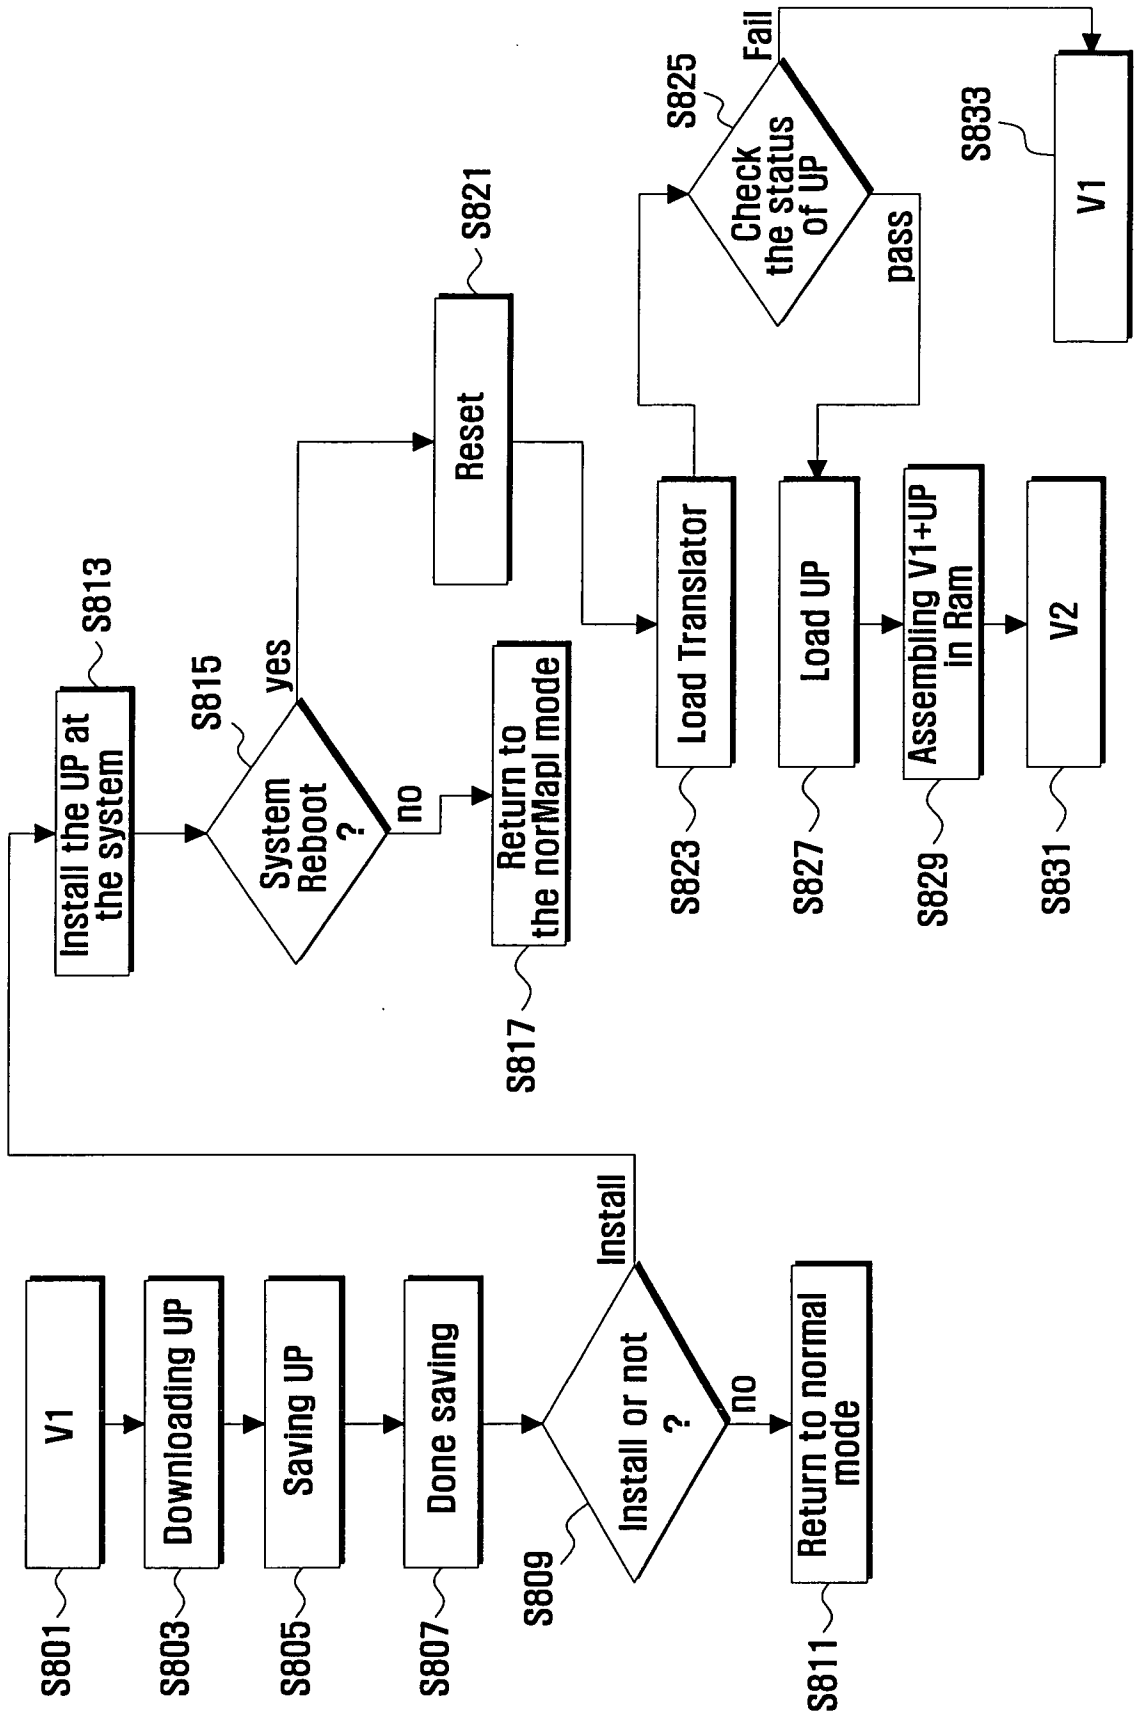 S801
V1
S803
Downloading UP
S805
Saving UP
S807
Done saving
S809
Install or not
?
Install
no
S811
Return to normal
mode
S813
Install the UP at
the system
S815
System
Reboot
?
yes
no
S817
Return to
the norMapl mode
S821
Reset
S823
Load Translator
S825
Check
the status
of UP
Fail
pass
S827
Load UP
S829
Assembling V1+UP
in Ram
S831
V2
S833
V1